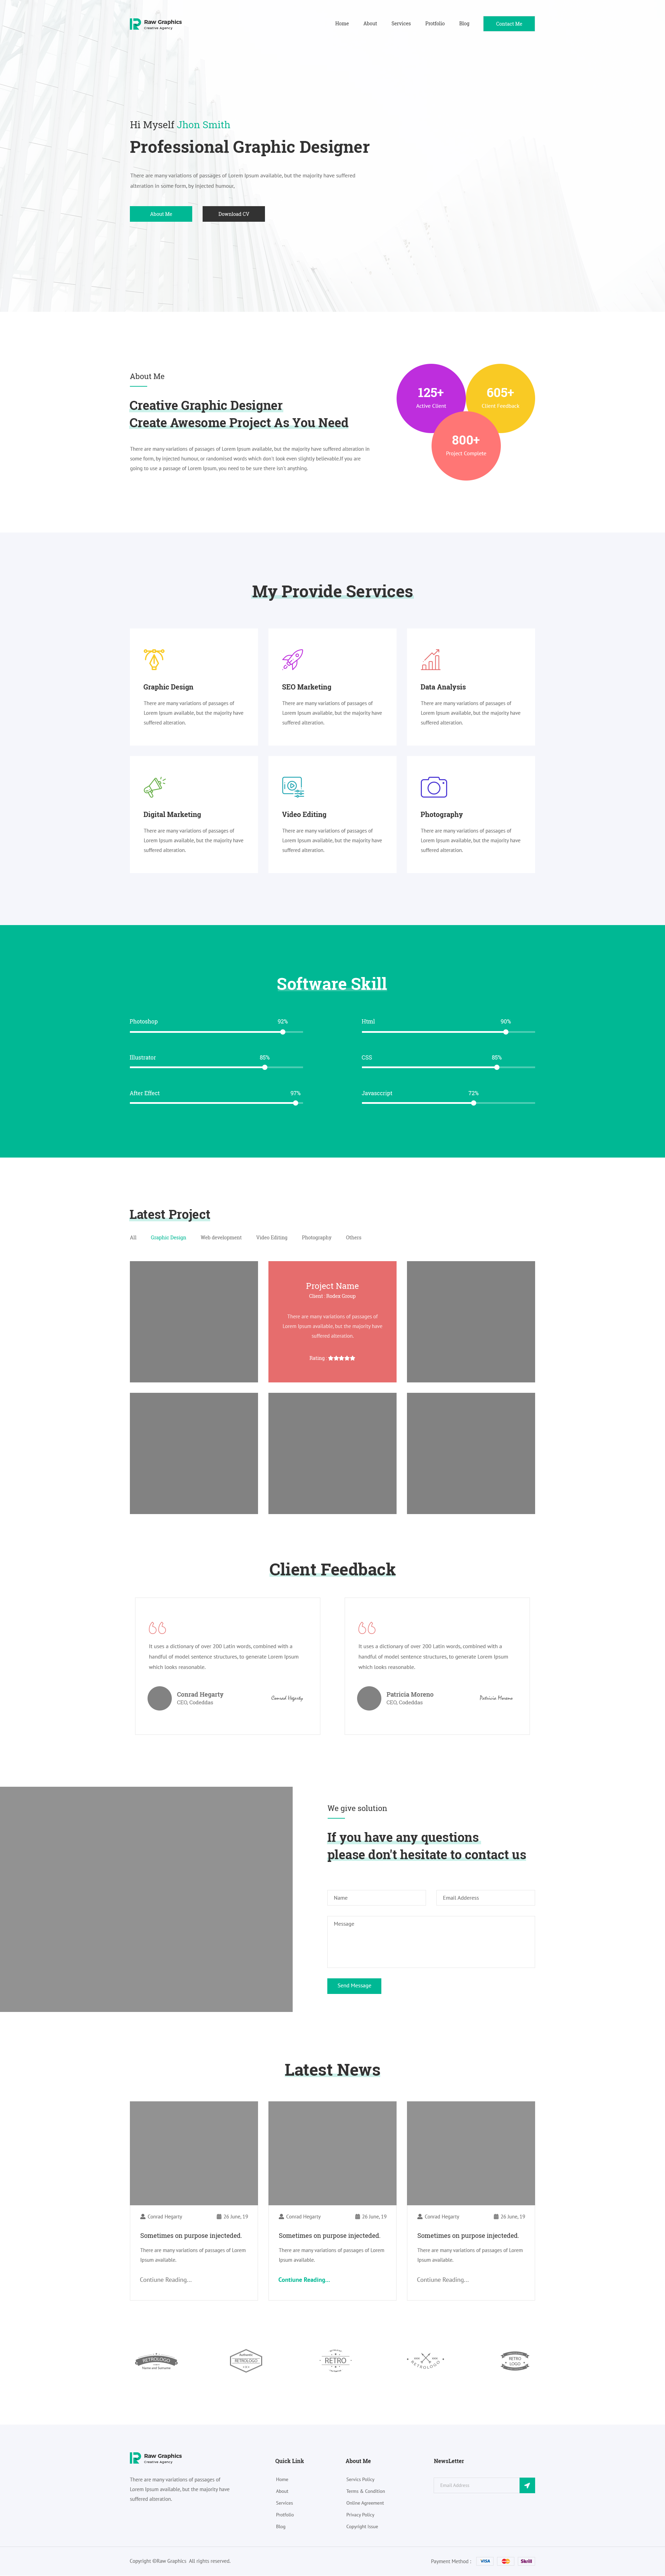 Raw Graphics
Creative Agency
Home
About
Services
Protfolio
Blog
Contact Me
Hi Myself Jhon Smith
Professional Graphic Designer
There are many variations of passages of Lorem Ipsum available, but the majority have suffered
alteration in some form, by injected humour,
About Me
Download CV
About Me
Creative Graphic Designer
Create Awesome Project As You Need
There are many variations of passages of Lorem Ipsum available, but the majority have suffered alteration in
some form, by injected humour, or randomised words which don't look even slightly believable.If you are
going to use a passage of Lorem Ipsum, you need to be sure there isn't anything.
125+
Active Client
605+
Client Feedback
800+
Project Complete
My Provide Services
Graphic Design
There are many variations of passages of
Lorem Ipsum available, but the majority have
suffered alteration.
SEO Marketing
There are many variations of passages of
Lorem Ipsum available, but the majority have
suffered alteration.
Data Analysis
There are many variations of passages of
Lorem Ipsum available, but the majority have
suffered alteration.
Digital Marketing
There are many variations of passages of
Lorem Ipsum available, but the majority have
suffered alteration.
Video Editing
There are many variations of passages of
Lorem Ipsum available, but the majority have
suffered alteration.
Photography
There are many variations of passages of
Lorem Ipsum available, but the majority have
suffered alteration.
Software Skill
Photoshop 92%
Html 90%
Illustrator 85%
CSS 85%
After Effect 97%
Javasccript 72%
Latest Project
All
Graphic Design
Web development
Video Editing
Photography
Others
Project Name
Client : Rodex Group
There are many variations of passages of
Lorem Ipsum available, but the majority have
suffered alteration.
Rating :
Client Feedback
It uses a dictionary of over 200 Latin words, combined with a
handful of model sentence structures, to generate Lorem Ipsum
which looks reasonable.
Conrad Hegarty
CEO, Codeddas
Conrad Hegarty
It uses a dictionary of over 200 Latin words, combined with a
handful of model sentence structures, to generate Lorem Ipsum
which looks reasonable.
Patricia Moreno
CEO, Codeddas
Patricia Moreno
We give solution
If you have any questions
please don't hesitate to contact us
Name
Email Adderess
Message
Send Message
Latest News
Conrad Hegarty
26 June, 19
Sometimes on purpose injecteded.
There are many variations of passages of Lorem
Ipsum available.
Contiune Reading...
Conrad Hegarty
26 June, 19
Sometimes on purpose injecteded.
There are many variations of passages of Lorem
Ipsum available.
Contiune Reading...
Conrad Hegarty
26 June, 19
Sometimes on purpose injecteded.
There are many variations of passages of Lorem
Ipsum available.
Contiune Reading...
RETROLOGO
Name and Surname
RETROLOGO
RETRO
RETROLOGO
RETRO
LOGO
Raw Graphics
Creative Agency
There are many variations of passages of
Lorem Ipsum available, but the majority have
suffered alteration.
Quick Link
Home
About
Services
Protfolio
Blog
About Me
Servics Policy
Terms & Condition
Online Agreement
Privacy Policy
Copyright Issue
NewsLetter
Email Address
Copyright ©Raw Graphics All rights reserved.
Payment Method :
VISA
Skrill